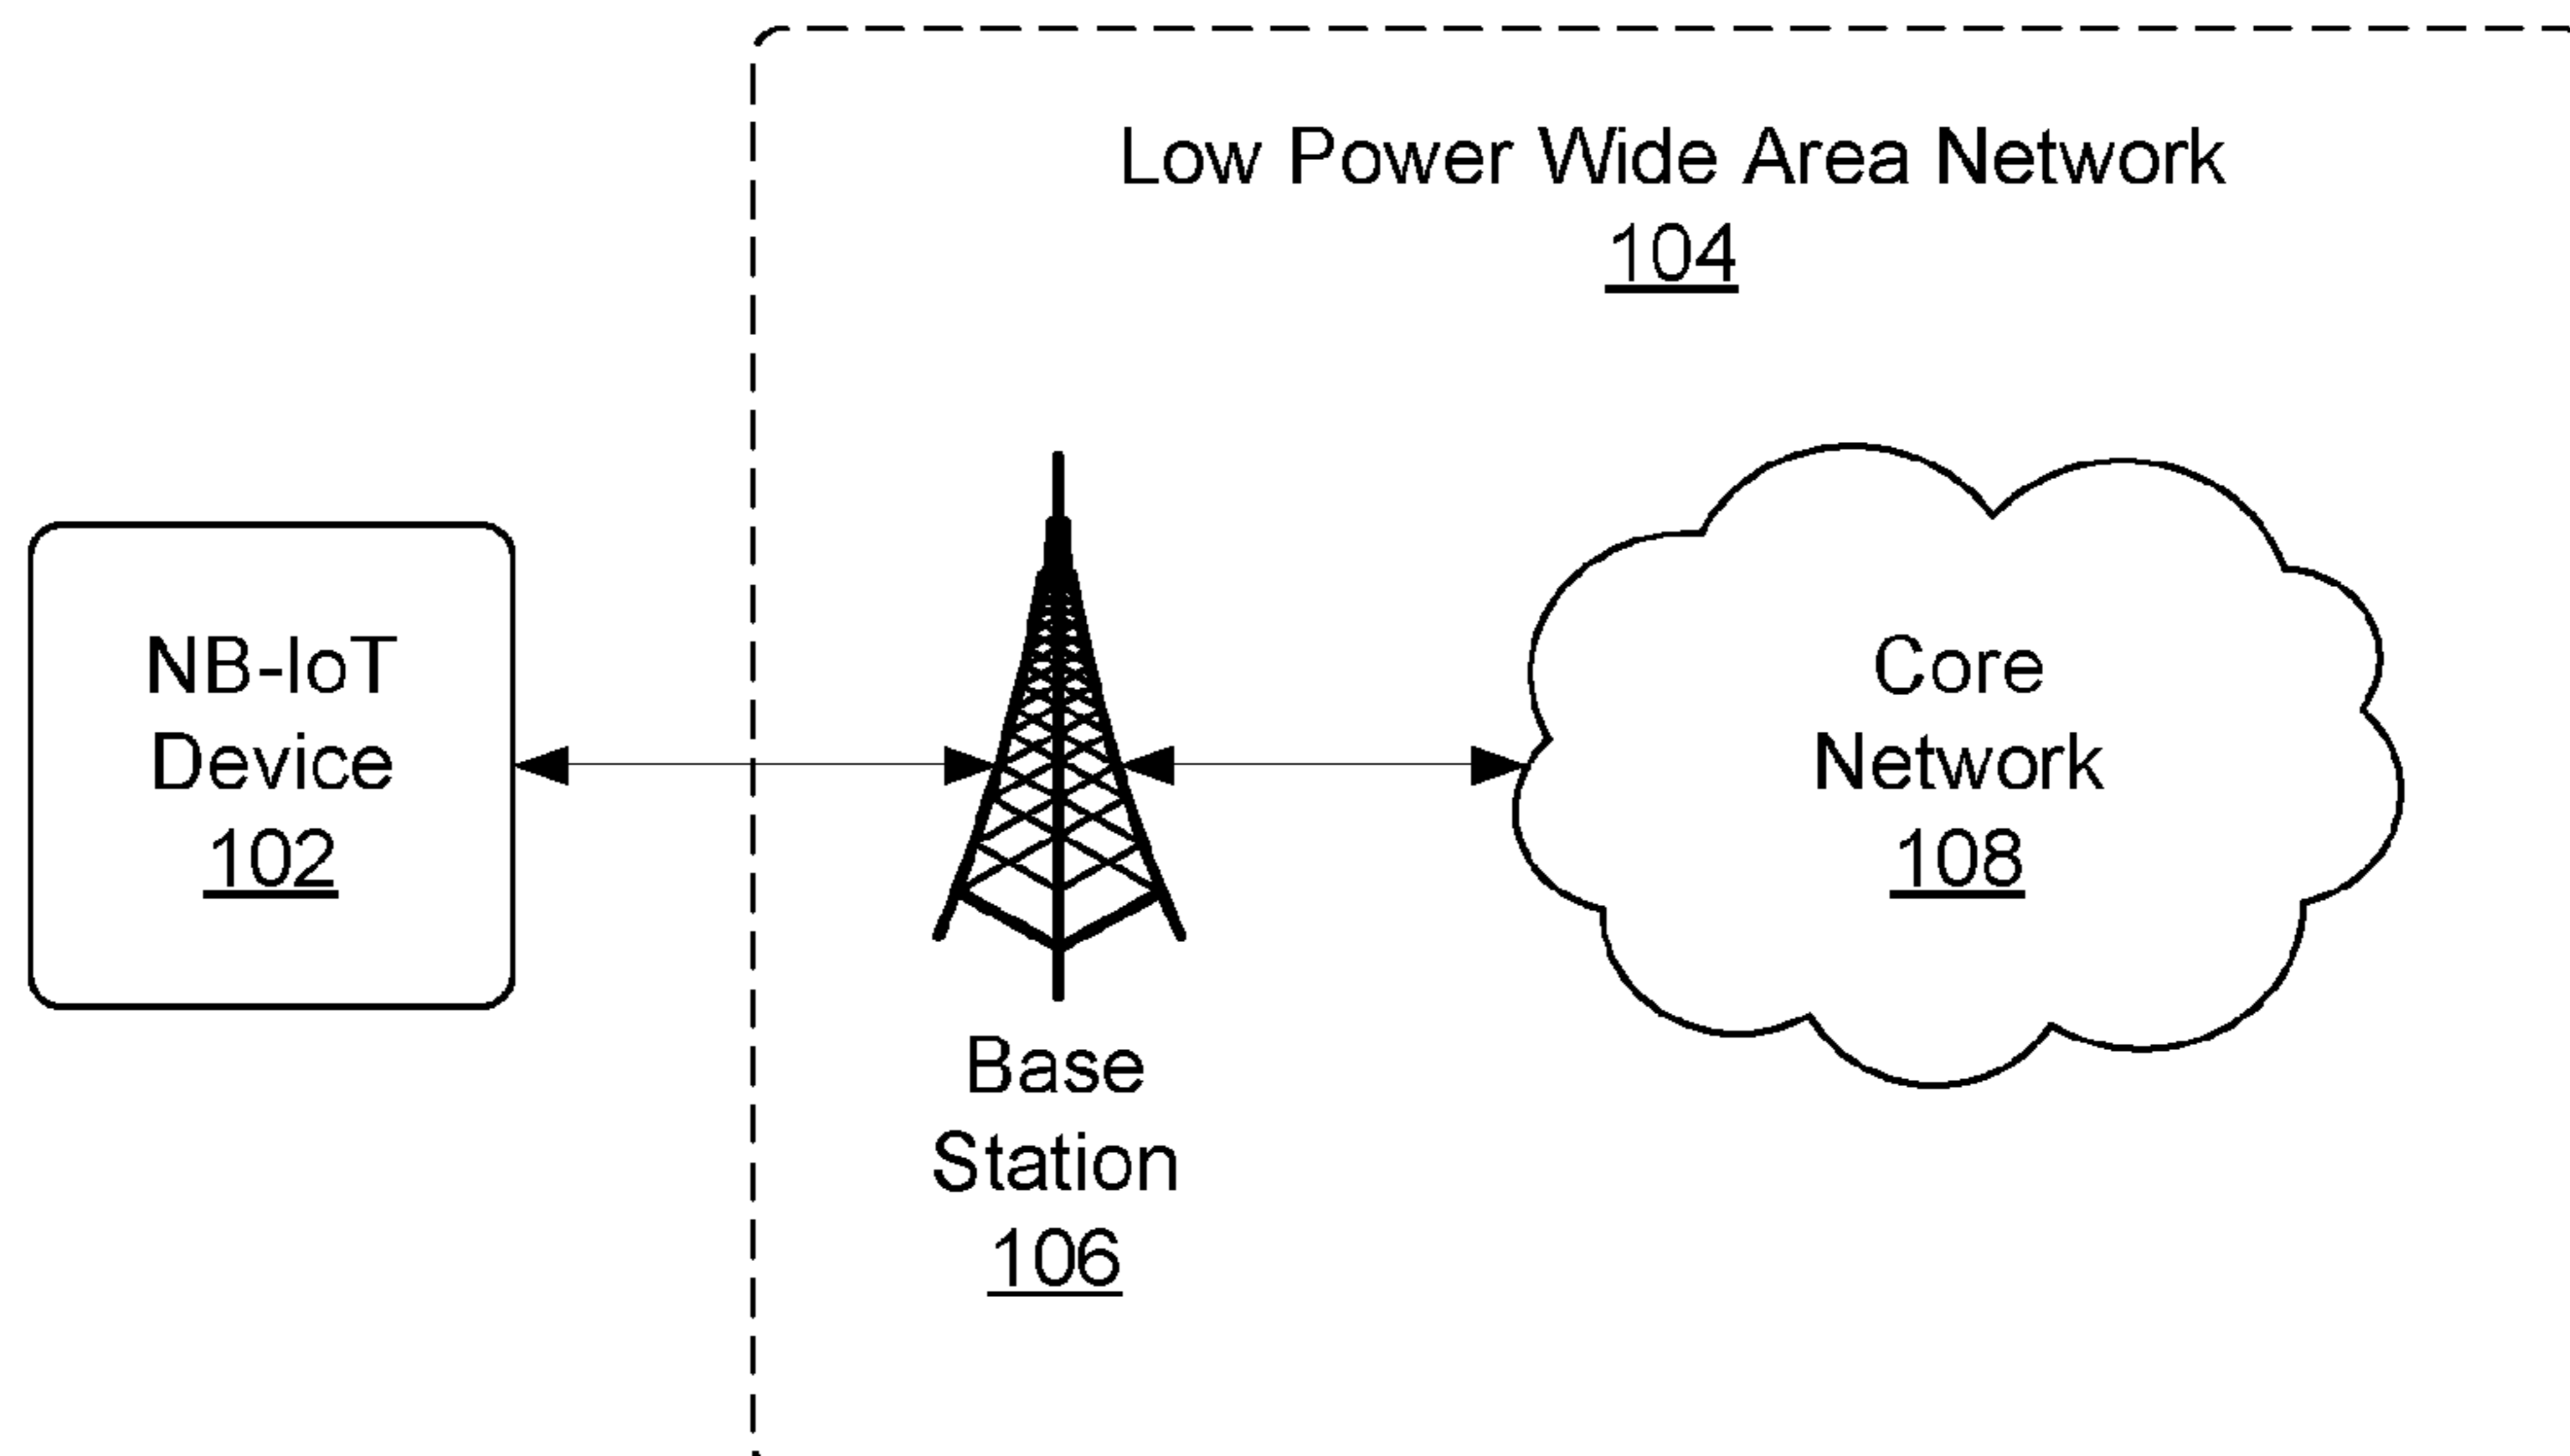 Low Power Wide Area Network
104
NB-IoT
Device
102
Base
Station
106
Core
Network
108